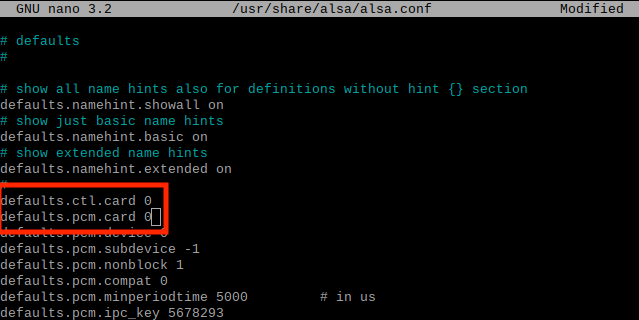 GNU nano 3.2 /usr/share/alsa/alsa.conf Modified
# defaults
#
# show all name hints also for definitions without hint {} section
defaults.namehint.showall on
# show just basic name hints
defaults.namehint.basic on
# show extended name hints
defaults.namehint.extended on
#
defaults.ctl.card 0
defaults.pcm.card 0
defaults.pcm.device 0
defaults.pcm.subdevice -1
defaults.pcm.nonblock 1
defaults.pcm.compat 0
defaults.pcm.minperiodtime 5000 # in us
defaults.pcm.ipc_key 5678293